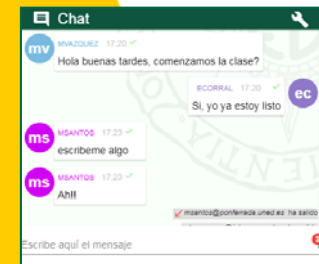 Chat
mv
MVAZQUEZ 17:20
Hola buenas tardes, comenzamos la clase?
ECORRAL 17:20
ec
Si, yo ya estoy listo
ms
MSANTOS 17:23
escribeme algo
ms
MSANTOS 17:23
Ah!!
msantos@ponferrada.uned.es ha salido
Escribe aquí el mensaje